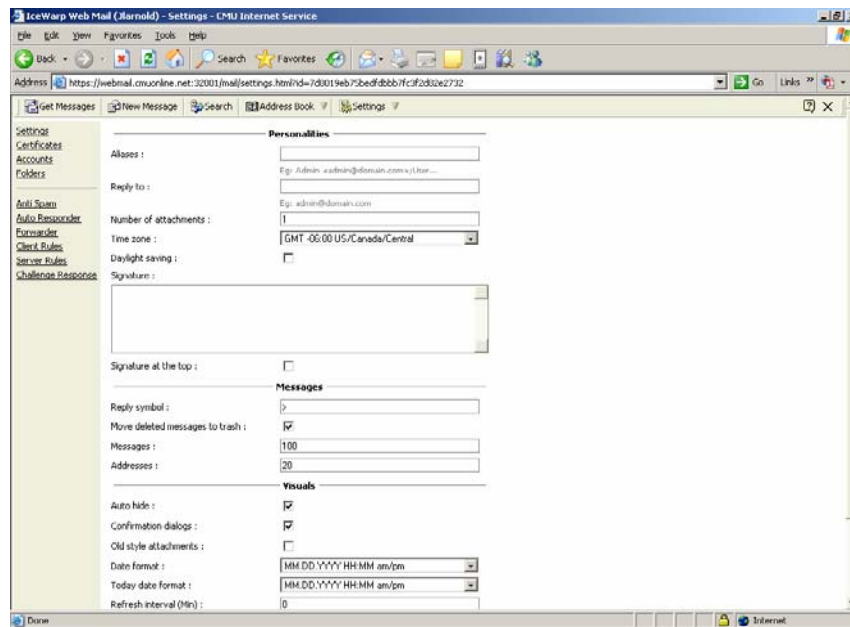 IceWarp Web Mail (Jlarnold) - Settings - CMU Internet Service
File Edit View Favorites Tools Help
Back Search Favorites
Address https://webmail.cmuonline.net:32001/mail/settings.html?id= Go Links »
Get Messages New Message Search Address Book Settings
Settings
Certificates
Accounts
Folders
Anti Spam
Auto Responder
Forwarder
Client Rules
Server Rules
Challenge Response
Personalities
Aliases :
Eg: Admin
Reply to :
Eg: admin@domain.com
Number of attachments : 1
Time zone : GMT -06:00 US/Canada/Central
Daylight saving :
Signature :
Signature at the top :
Messages
Reply symbol : >
Move deleted messages to trash :
Messages : 100
Addresses : 20
Visuals
Auto hide :
Confirmation dialogs :
Old style attachments :
Date format : MM.DD.YYYY HH:MM am/pm
Today date format : MM.DD.YYYY HH:MM am/pm
Refresh interval (Min) : 0
Done Internet